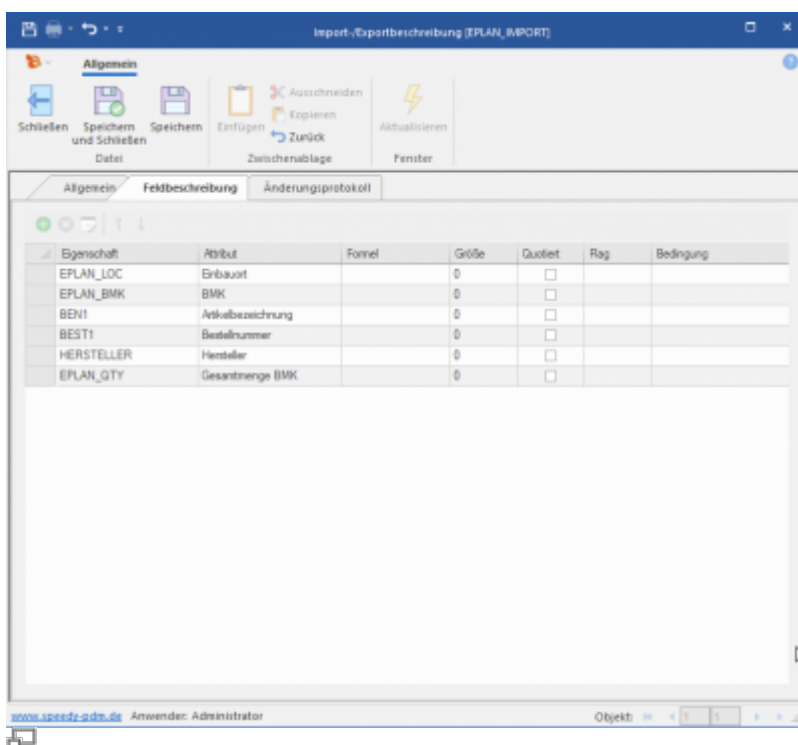 Import-/Exportbeschreibung [EPLAN_IMPORT]
Allgemein
Schließen
Speichern und Schließen
Speichern
Datei
Einfügen
Ausschneiden
Kopieren
Zurück
Zwischenablage
Aktualisieren
Fenster
Allgemein Feldbeschreibung Änderungsprotokoll
Eigenschaft Attribut Formel Größe Quotiert Flag Bedingung
EPLAN_LOC Einbauort 0
EPLAN_BMK BMK 0
BEN1 Artikelbezeichnung 0
BEST1 Bestellnummer 0
HERSTELLER Hersteller 0
EPLAN_QTY Gesamtmenge BMK 0
www.speedy-pdm.de Anwender: Administrator Objekt: 1 1